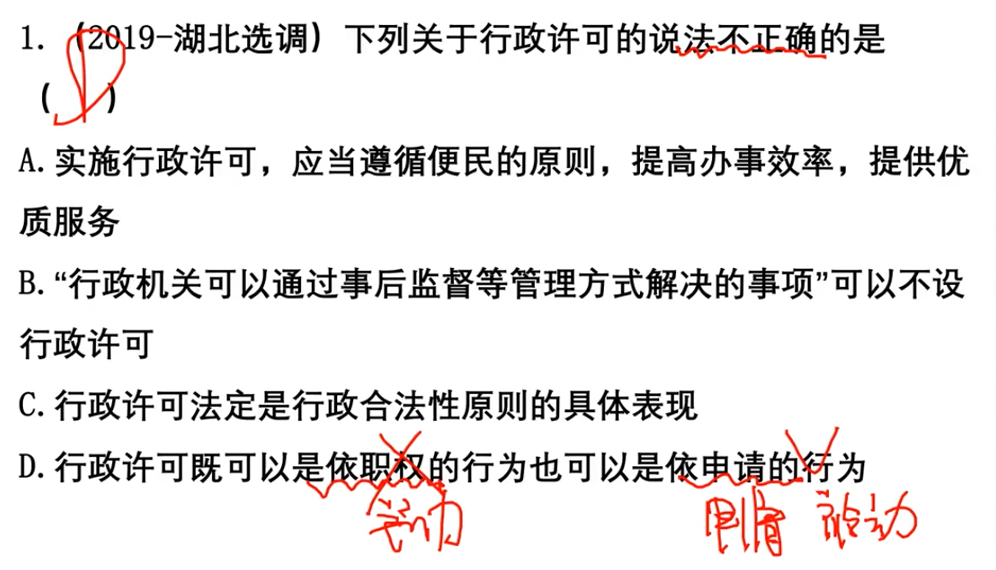 1.（2019-湖北选调）下列关于行政许可的说法不正确的是
（ D ）
A.实施行政许可，应当遵循便民的原则，提高办事效率，提供优
质服务
B.“行政机关可以通过事后监督等管理方式解决的事项”可以不设
行政许可
C.行政许可法定是行政合法性原则的具体表现
D.行政许可既可以是依职权的行为也可以是依申请的行为